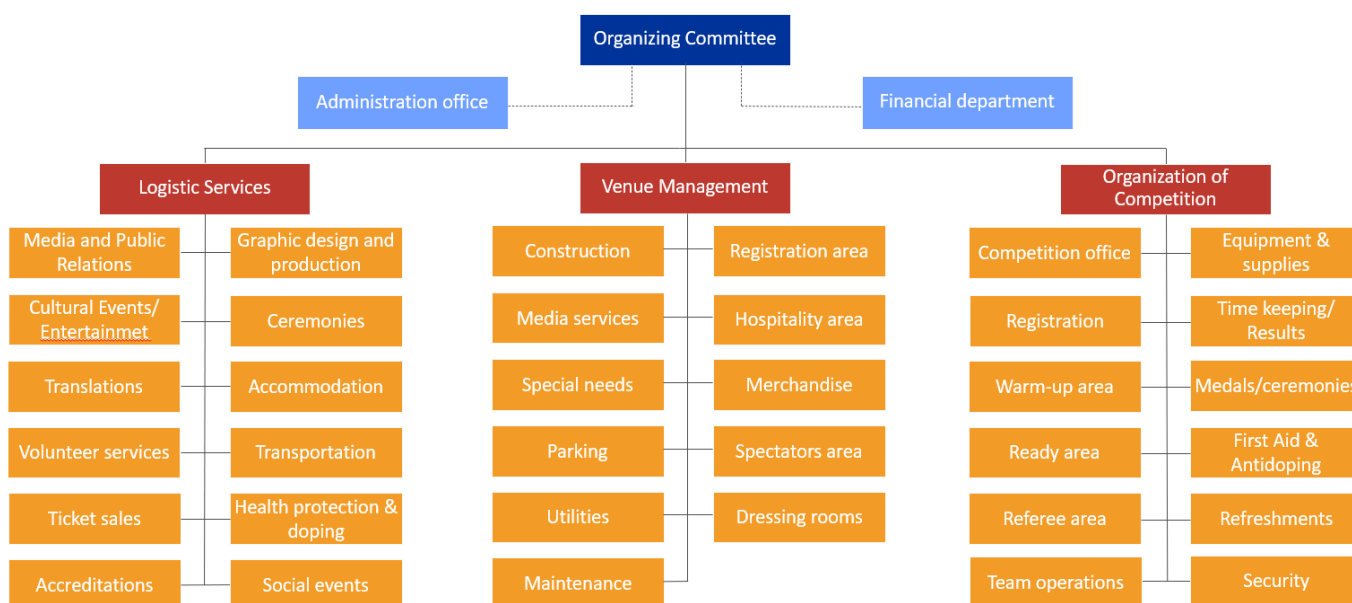 Organizing Committee
Administration office
Financial department
Logistic Services
Venue Management
Organization of
Competition
Media and Public
Relations
Graphic design and
production
Cultural Events/
Entertainmet
Ceremonies
Translations
Accommodation
Volunteer services
Transportation
Ticket sales
Health protection &
doping
Accreditations
Social events
Construction
Registration area
Media services
Hospitality area
Special needs
Merchandise
Parking
Spectators area
Utilities
Dressing rooms
Maintenance
Competition office
Equipment &
supplies
Registration
Time keeping/
Results
Warm-up area
Medals/ceremonies
Ready area
First Aid &
Antidoping
Referee area
Refreshments
Team operations
Security